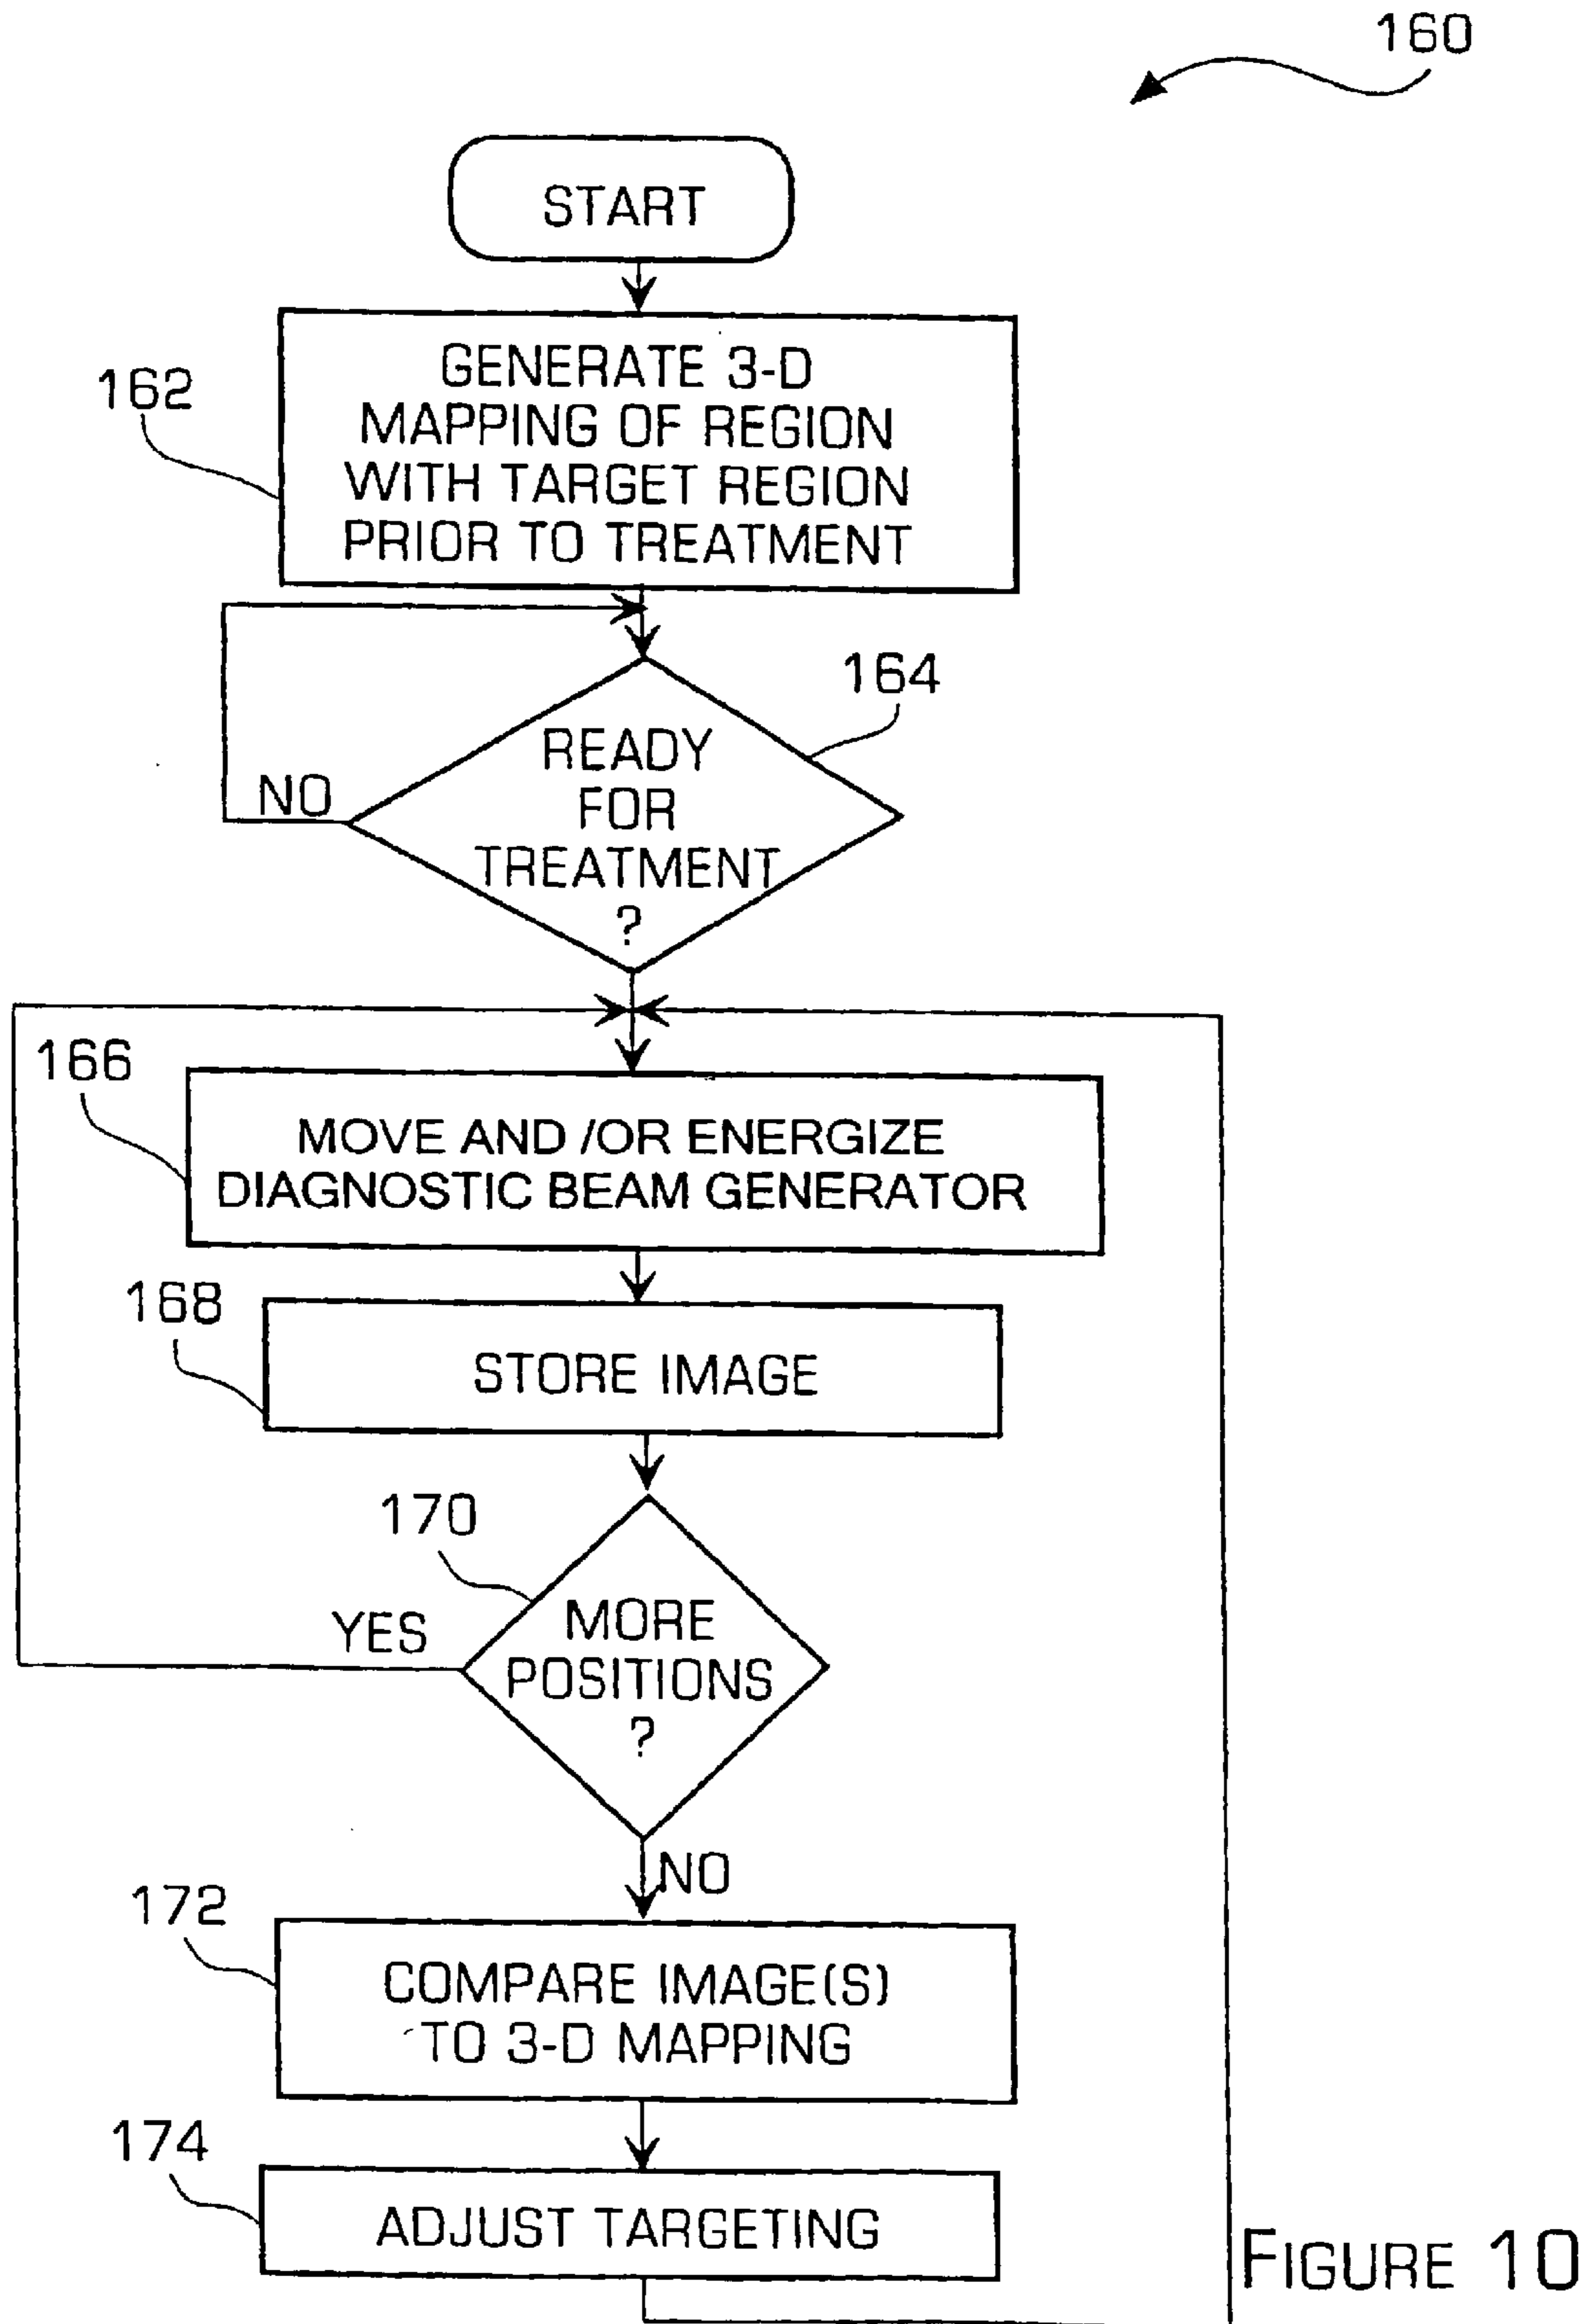 160
START
162
GENERATE 3-D
MAPPING OF REGION
WITH TARGET REGION
PRIOR TO TREATMENT
164
READY
FOR
TREATMENT
?
NO
166
MOVE AND /OR ENERGIZE
DIAGNOSTIC BEAM GENERATOR
168
STORE IMAGE
170
MORE
POSITIONS
?
YES
NO
172
COMPARE IMAGE(S)
TO 3-D MAPPING
174
ADJUST TARGETING
FIGURE 10